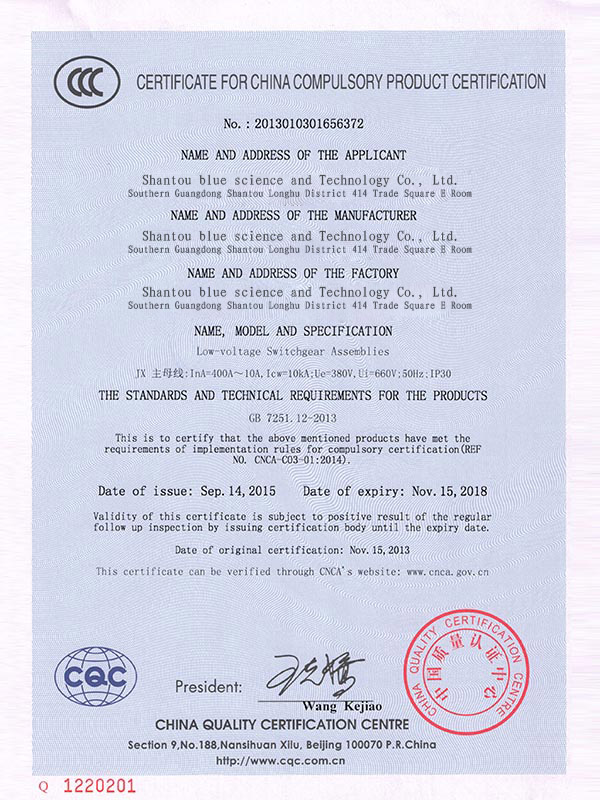 CERTIFICATE FOR CHINA COMPULSORY PRODUCT CERTIFICATION
No. : 2013010301656372
NAME AND ADDRESS OF THE APPLICANT
Shantou blue science and Technology Co., Ltd.
Southern Guangdong Shantou Longhu District 414 Trade Square E Room
NAME AND ADDRESS OF THE MANUFACTURER
Shantou blue science and Technology Co., Ltd.
Southern Guangdong Shantou Longhu District 414 Trade Square E Room
NAME AND ADDRESS OF THE FACTORY
Shantou blue science and Technology Co., Ltd.
Southern Guangdong Shantou Longhu District 414 Trade Square E Room
NAME, MODEL AND SPECIFICATION
Low-voltage Switchgear Assemblies
JX 主母线:InA=400A～10A,Icw=10kA;Ue=380V,Ui=660V;50Hz;IP30
THE STANDARDS AND TECHNICAL REQUIREMENTS FOR THE PRODUCTS
GB 7251.12-2013
This is to certify that the above mentioned products have met the
requirements of implementation rules for compulsory certification(REF
NO. CNCA-C03-01:2014).
Date of issue: Sep. 14, 2015 Date of expiry: Nov. 15, 2018
Validity of this certificate is subject to positive result of the regular
follow up inspection by issuing certification body until the expiry date.
Date of original certification: Nov. 15, 2013
This certificate can be verified through CNCA's website: www.cnca.gov.cn
CQC
President:
Wang Kejiao
CHINA QUALITY CERTIFICATION CENTRE
中国质量认证中心
CHINA QUALITY CERTIFICATION CENTRE
Section 9, No.188, Nansihuan Xilu, Beijing 100070 P.R.China
http://www.cqc.com.cn
Q 1220201